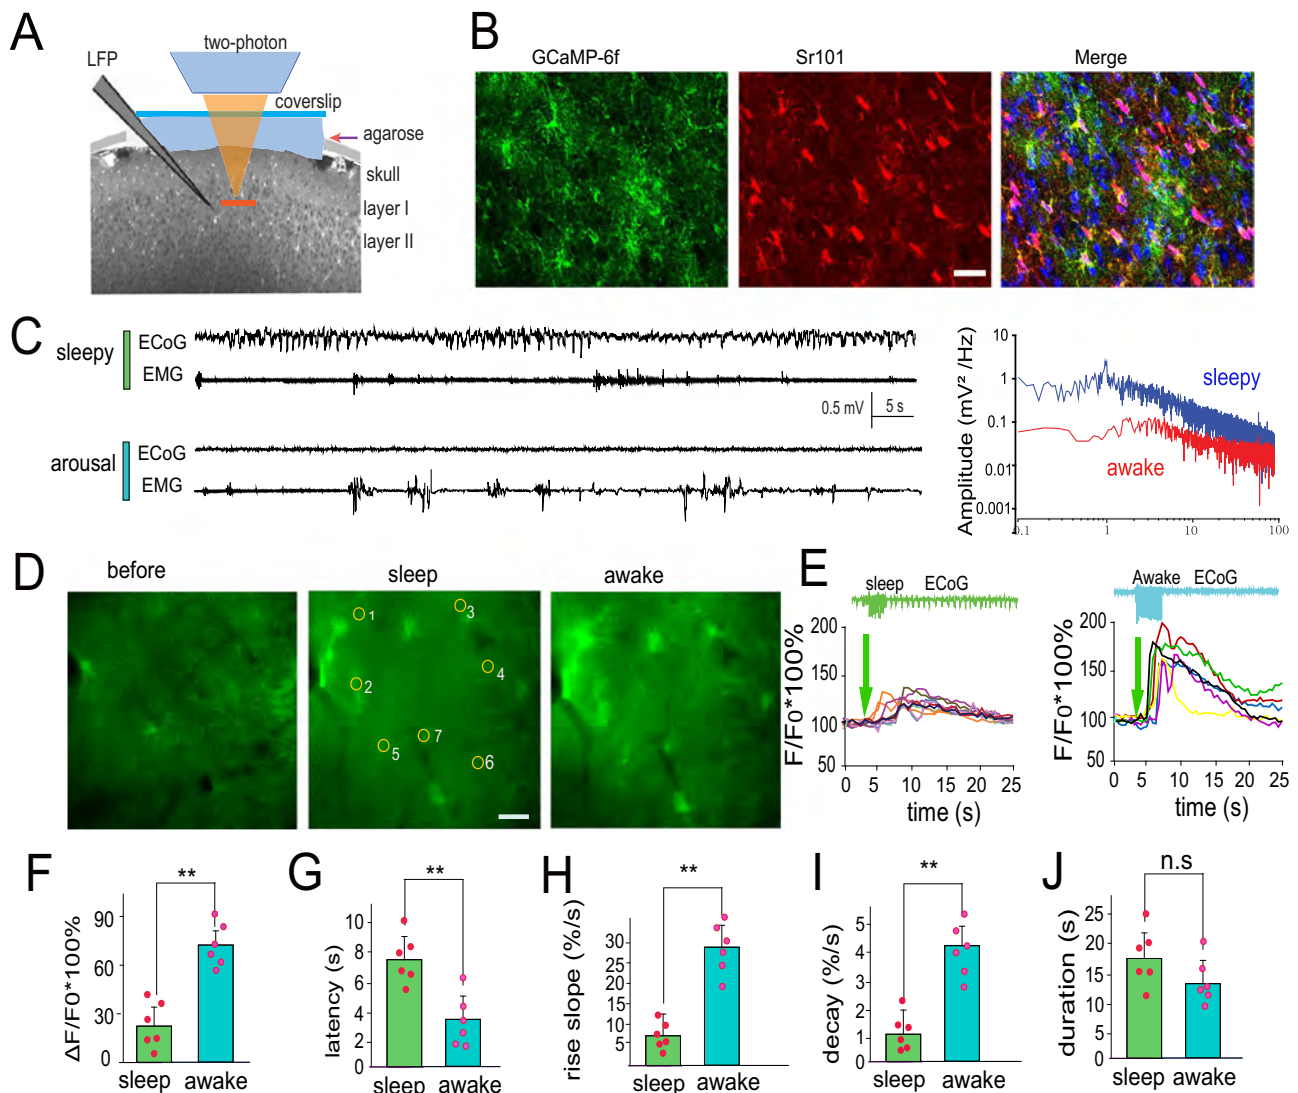 A
LFP
two-photon
coverslip
agarose
skull
layer I
layer II
B
GCaMP-6f
Sr101
Merge
C
sleepy
ECoG
EMG
0.5 mV
5 s
arousal
ECoG
EMG
Amplitude (mV² /Hz)
10
1
0.1
0.01
0.001
sleepy
awake
0.1
1
10
100
D
before
sleep
awake
1
2
3
4
5
6
7
E
sleep ECoG
F/F0*100%
200
150
100
50
0 5 10 15 20 25
time (s)
Awake ECoG
F/F0*100%
200
150
100
50
0 5 10 15 20 25
time (s)
F
ΔF/F0*100%
90
60
30
0
**
sleep awake
G
latency (s)
10
8
6
4
2
0
**
sleep awake
H
rise slope (%/s)
30
25
20
15
10
5
**
sleep awake
I
decay (%/s)
5
4
3
2
1
0
**
sleep awake
J
duration (s)
25
20
15
10
5
0
n.s
sleep awake